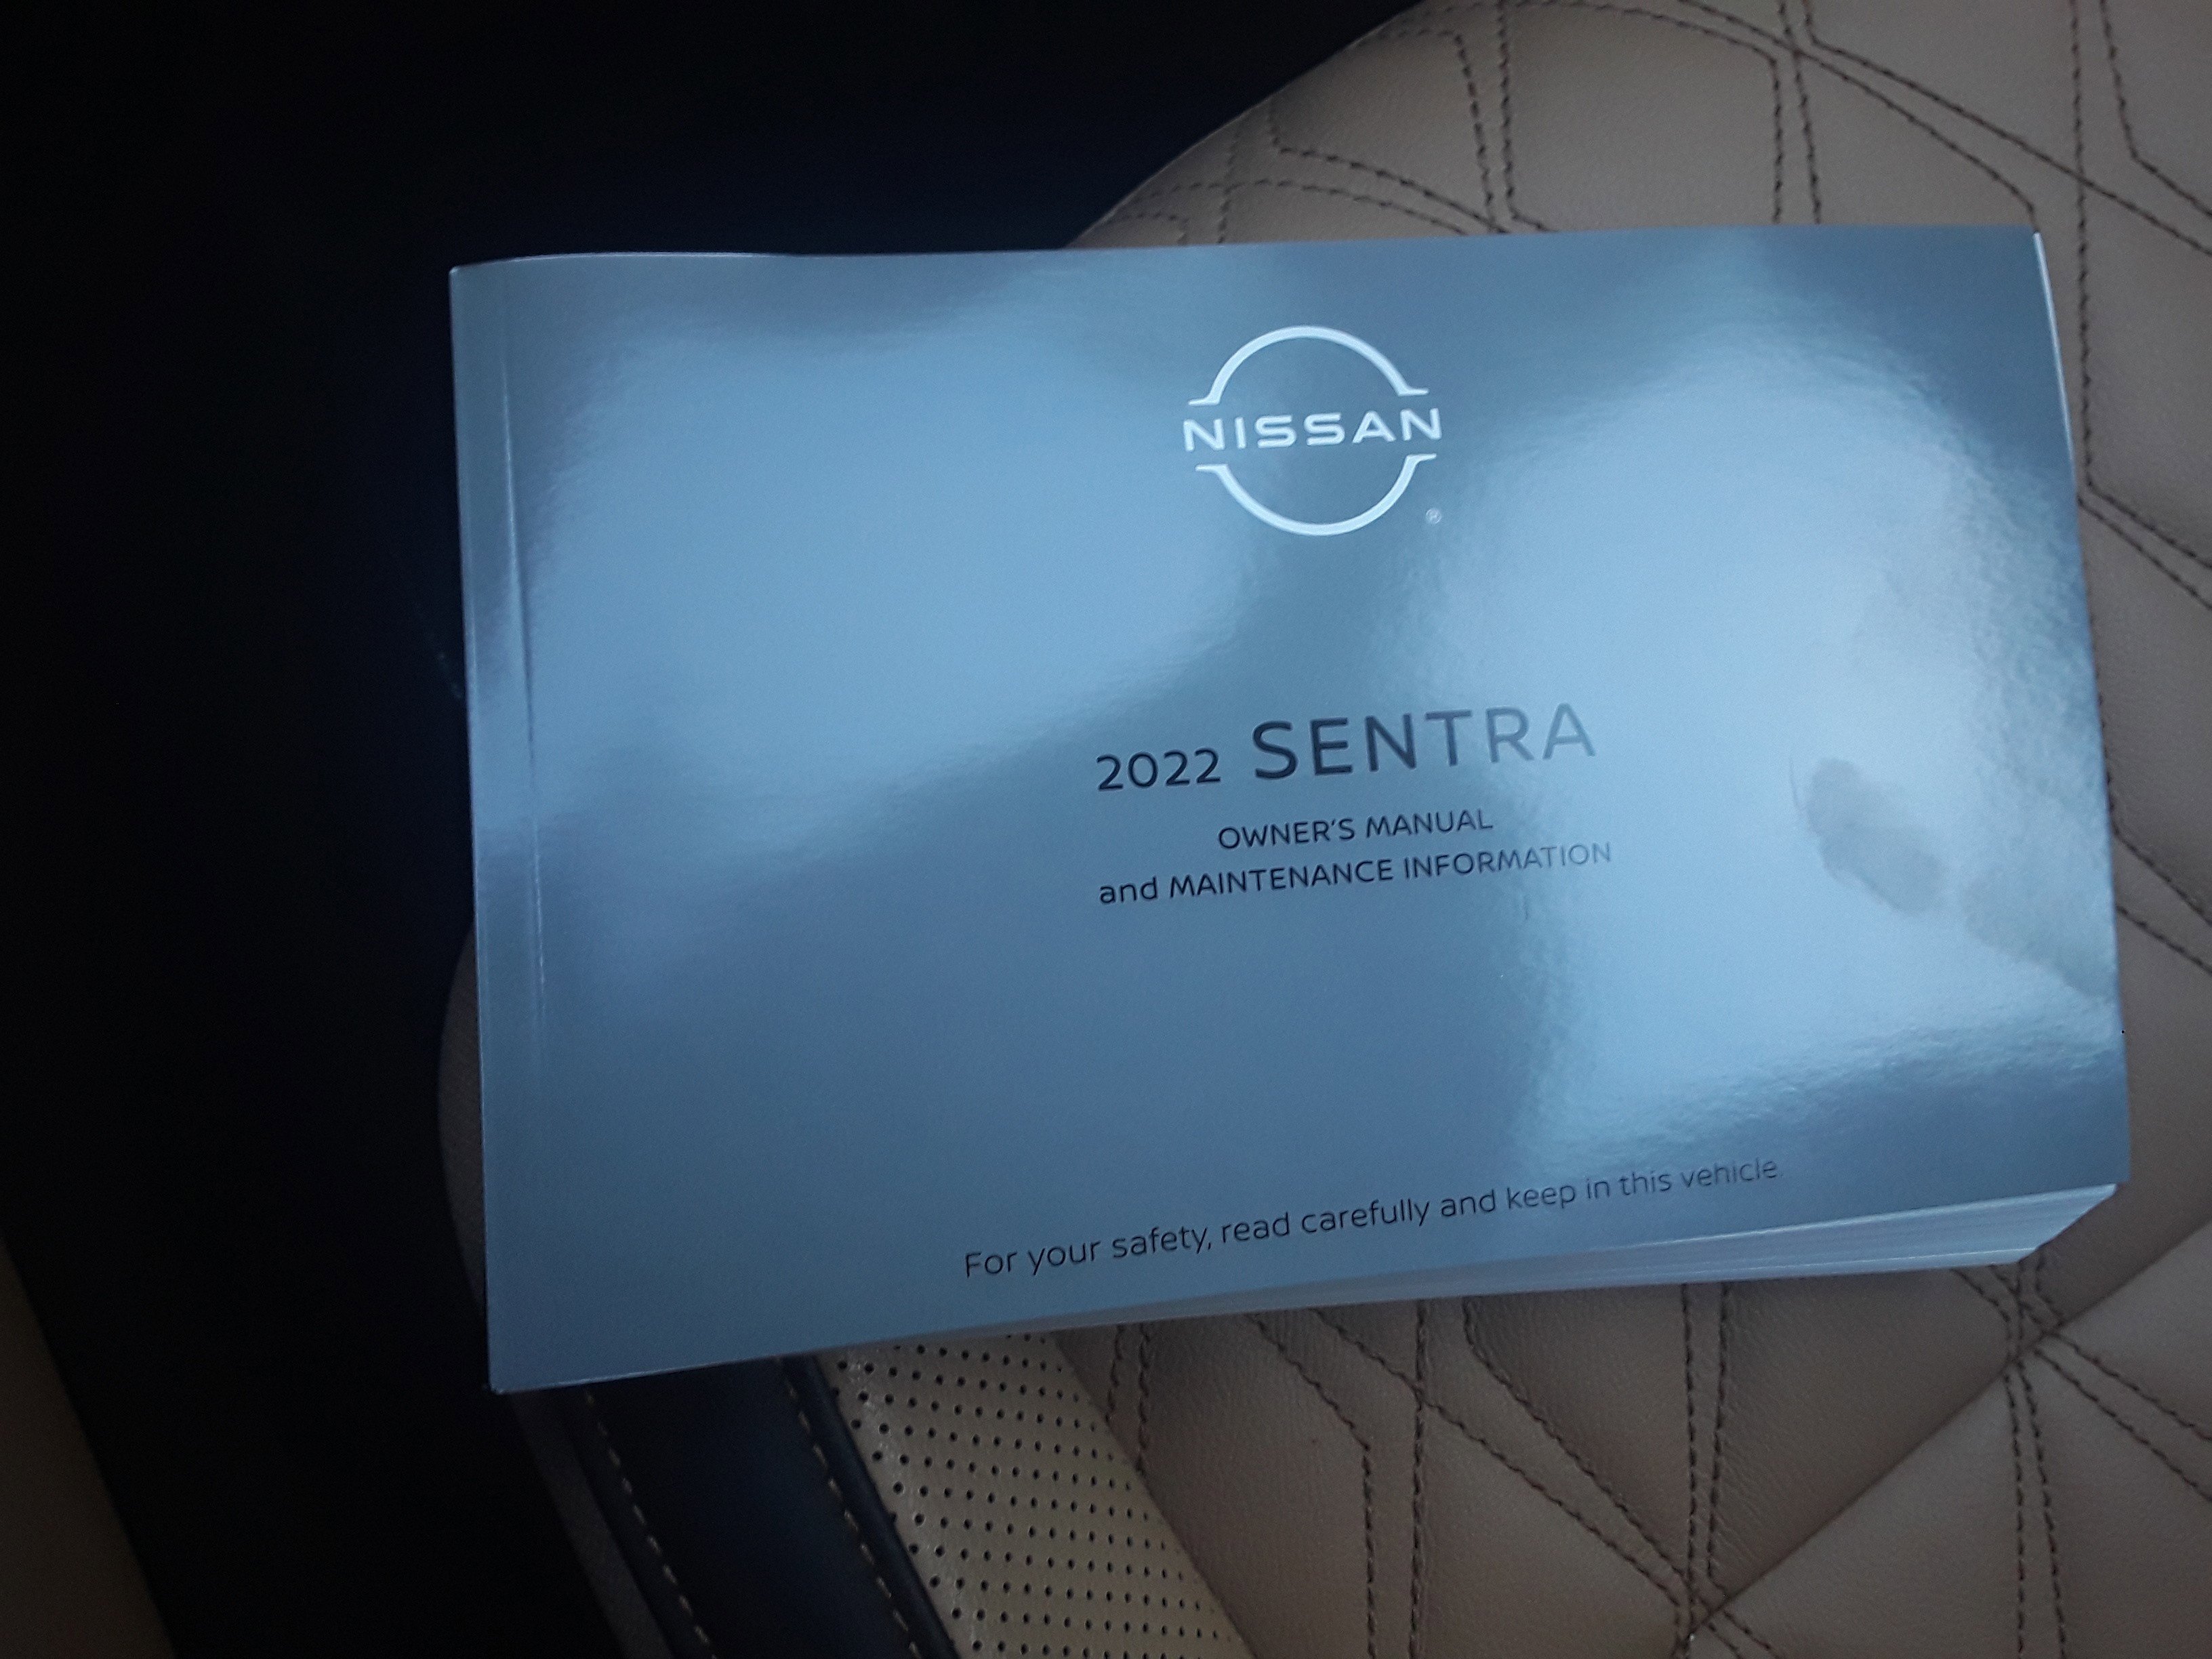 NISSAN
®
2022 SENTRA
OWNER'S MANUAL
and MAINTENANCE INFORMATION
For your safety, read carefully and keep in this vehicle.